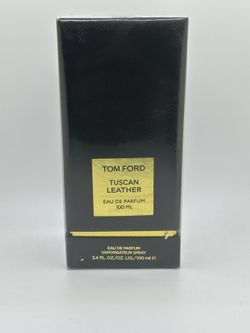 TOM FORD
TUSCAN
LEATHER
EAU DE PARFUM
100 ML
EAU DE PARFUM
VAPORISATEUR SPRAY
3.4 FL.OZ./OZ. LIQ./100 ml ℮